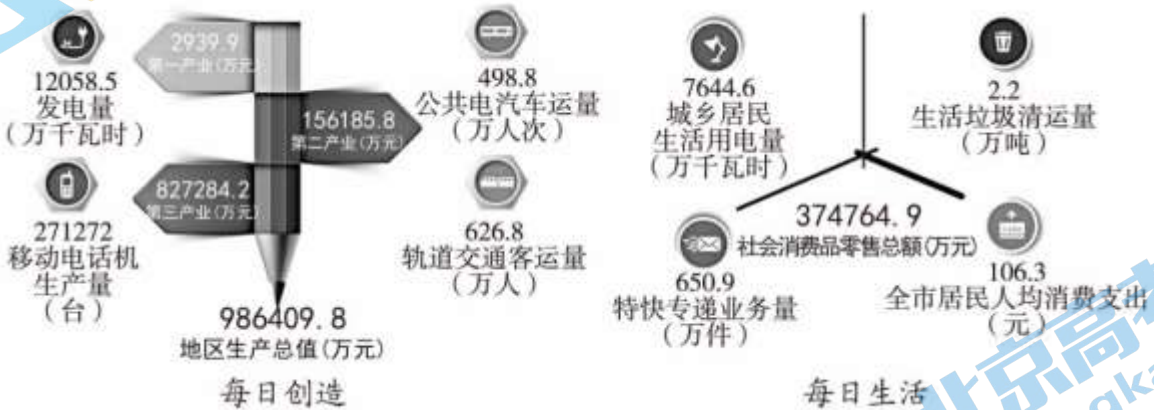 12058.5
发电量
（万千瓦时）
2939.9
第一产业(万元)
156185.8
第二产业(万元)
827284.2
第三产业(万元)
271272
移动电话机
生产量
（台）
498.8
公共电汽车运量
（万人次）
626.8
轨道交通客运量
（万人）
986409.8
地区生产总值(万元)
每日创造
7644.6
城乡居民
生活用电量
（万千瓦时）
2.2
生活垃圾清运量
（万吨）
374764.9
社会消费品零售总额(万元)
650.9
特快专递业务量
（万件）
106.3
全市居民人均消费支出
（元）
每日生活